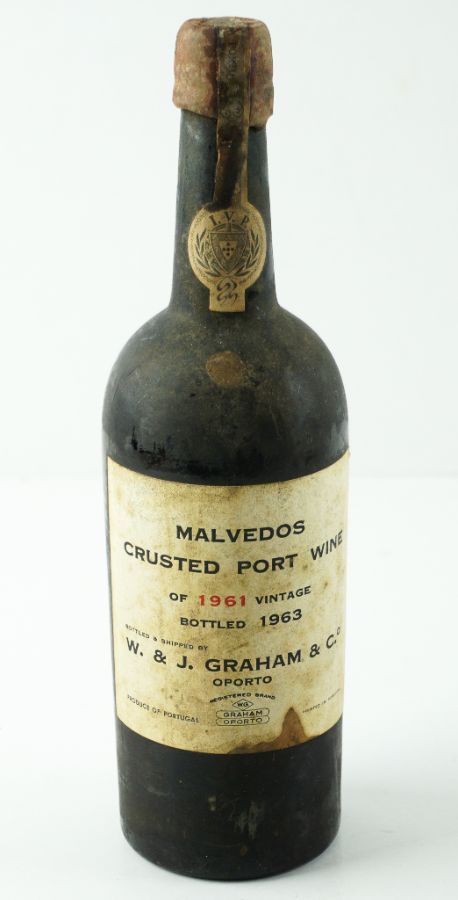 I.V.P.
MALVEDOS
CRUSTED PORT WINE
OF 1961 VINTAGE
BOTTLED 1963
BOTTLED & SHIPPED BY
W. & J. GRAHAM & Cº
OPORTO
REGISTERED BRAND
WG
GRAHAM
OPORTO
PRODUCE OF PORTUGAL